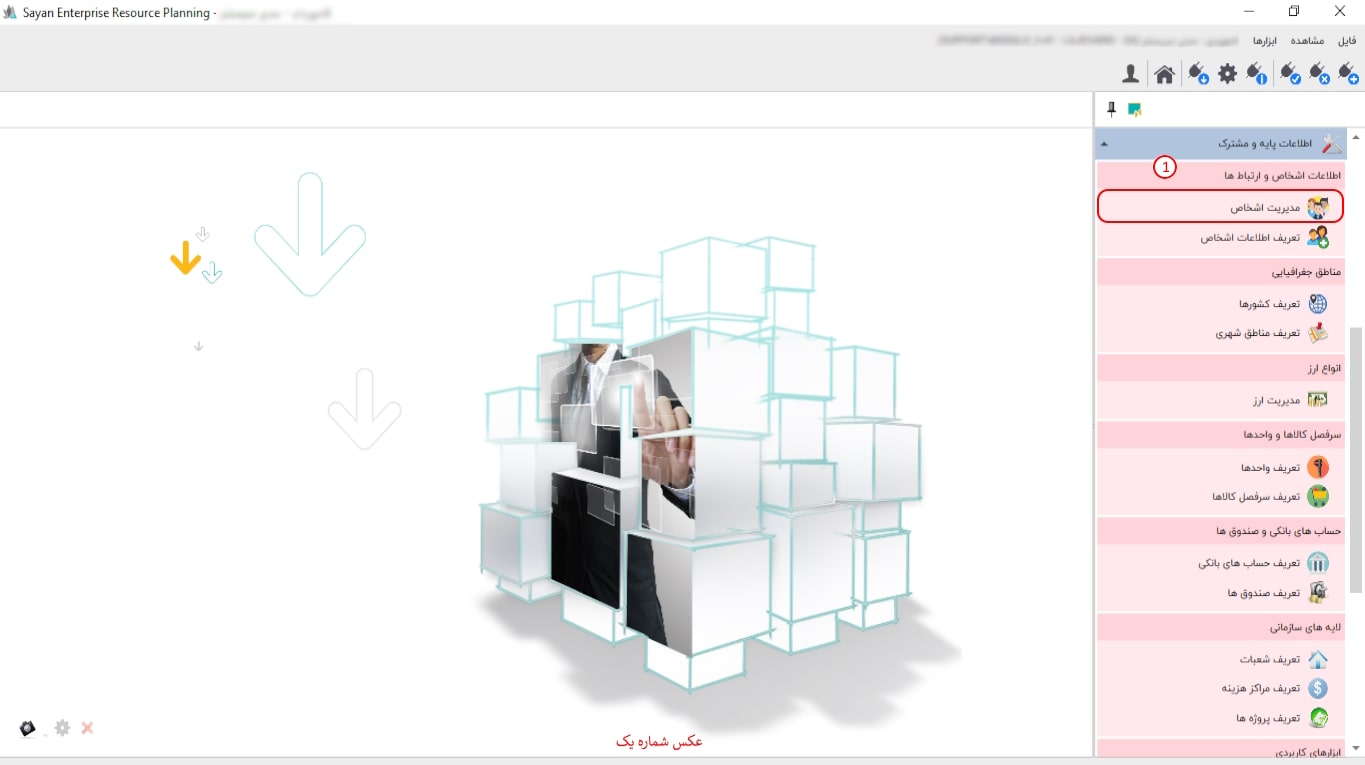 Sayan Enterprise Resource Planning -
فایل
مشاهده
ابزارها
اطلاعات پایه و مشترک
1
اطلاعات اشخاص و ارتباط ها
مدیریت اشخاص
تعریف اطلاعات اشخاص
مناطق جغرافیایی
تعریف کشورها
تعریف مناطق شهری
انواع ارز
مدیریت ارز
سرفصل کالاها و واحدها
تعریف واحدها
تعریف سرفصل کالاها
حساب های بانکی و صندوق ها
تعریف حساب های بانکی
تعریف صندوق ها
لایه های سازمانی
تعریف شعبات
تعریف مراکز هزینه
تعریف پروژه ها
ابزارهای کاربردی
عکس شماره یک